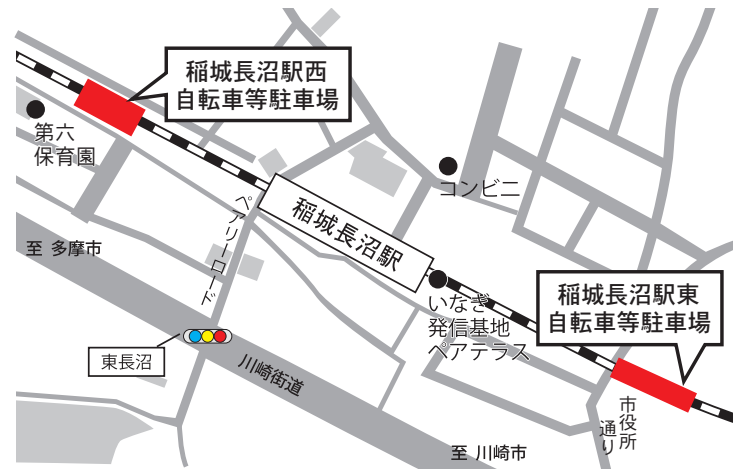 稲城長沼駅西
自転車等駐車場
第六
保育園
コンビニ
ペアリーロード
稲城長沼駅
至 多摩市
いなぎ
発信基地
ペアテラス
稲城長沼駅東
自転車等駐車場
東長沼
川崎街道
市役所
通り
至 川崎市